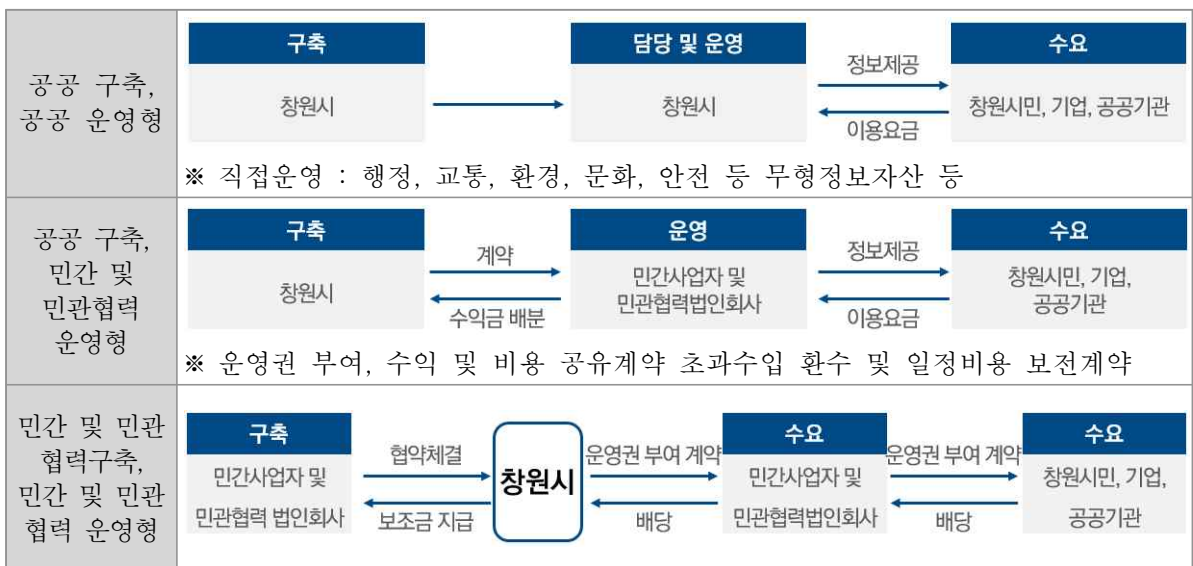 공공 구축,
공공 운영형
구축
창원시
담당 및 운영
창원시
정보제공
이용요금
수요
창원시민, 기업, 공공기관
※ 직접운영 : 행정, 교통, 환경, 문화, 안전 등 무형정보자산 등
공공 구축,
민간 및
민관협력
운영형
구축
창원시
계약
수익금 배분
운영
민간사업자 및
민관협력법인회사
정보제공
이용요금
수요
창원시민, 기업,
공공기관
※ 운영권 부여, 수익 및 비용 공유계약 초과수입 환수 및 일정비용 보전계약
민간 및 민관
협력구축,
민간 및 민관
협력 운영형
구축
민간사업자 및
민관협력 법인회사
협약체결
보조금 지급
창원시
운영권 부여 계약
배당
수요
민간사업자 및
민관협력법인회사
운영권 부여 계약
배당
수요
창원시민, 기업,
공공기관